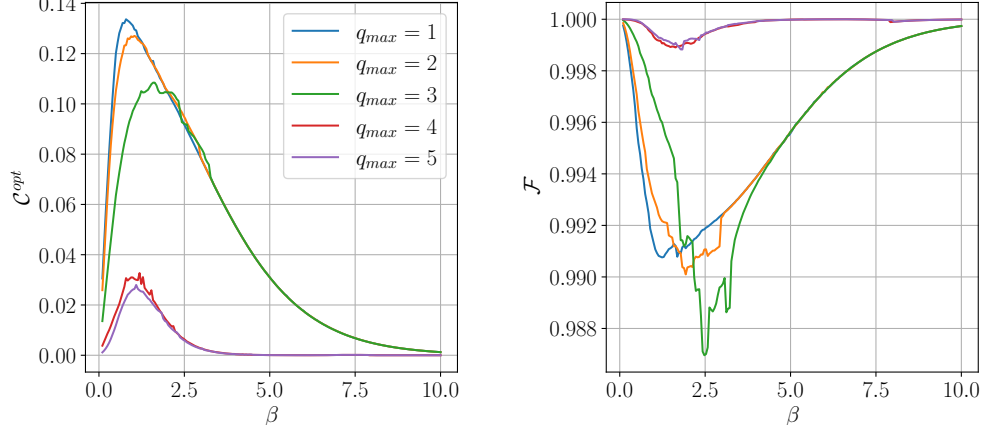 0.14
0.12
0.10
0.08
0.06
0.04
0.02
0.00
C^opt
0.0 2.5 5.0 7.5 10.0
β
q_max = 1
q_max = 2
q_max = 3
q_max = 4
q_max = 5
1.000
0.998
0.996
0.994
0.992
0.990
0.988
F
0.0 2.5 5.0 7.5 10.0
β